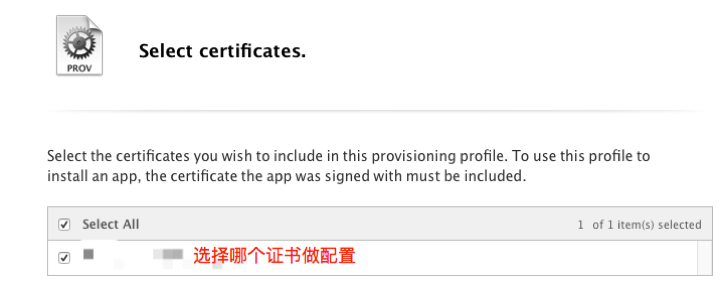 PROV
Select certificates.
Select the certificates you wish to include in this provisioning profile. To use this profile to
install an app, the certificate the app was signed with must be included.
Select All
1 of 1 item(s) selected
选择哪个证书做配置